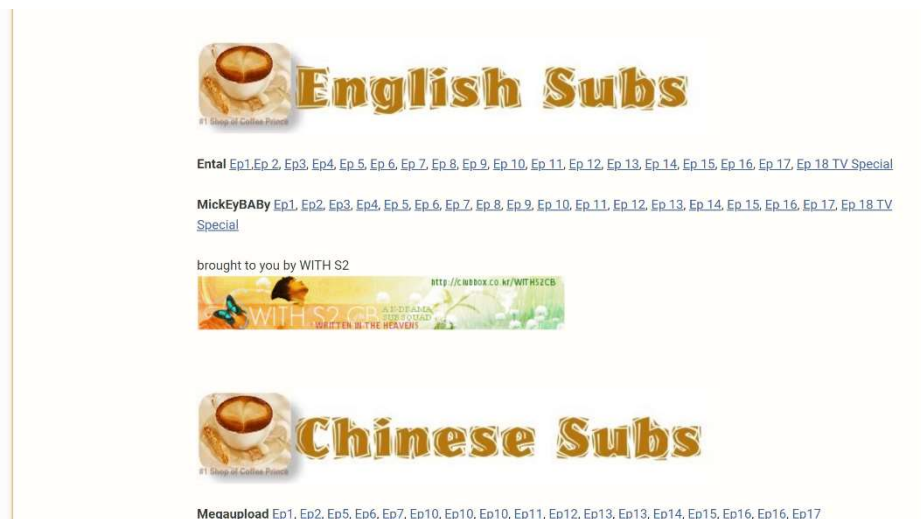 English Subs
#1 Shop of Coffee Prince
Ental Ep1,Ep 2, Ep3, Ep4, Ep 5, Ep 6, Ep 7, Ep 8, Ep 9, Ep 10, Ep 11, Ep 12, Ep 13, Ep 14, Ep 15, Ep 16, Ep 17, Ep 18 TV Special
MickEyBABy Ep1, Ep2, Ep3, Ep4, Ep 5, Ep 6, Ep 7, Ep 8, Ep 9, Ep 10, Ep 11, Ep 12, Ep 13, Ep 14, Ep 15, Ep 16, Ep 17, Ep 18 TV
Special
brought to you by WITH S2
http://clubbox.co.kr/WITHS2CB
WITH S2 CB
SUBSQUAD
WRITTEN IN THE HEAVENS
Chinese Subs
#1 Shop of Coffee Prince
Megaupload Ep1, Ep2, Ep5, Ep6, Ep7, Ep10, Ep10, Ep10, Ep11, Ep12, Ep13, Ep13, Ep14, Ep15, Ep16, Ep16, Ep17